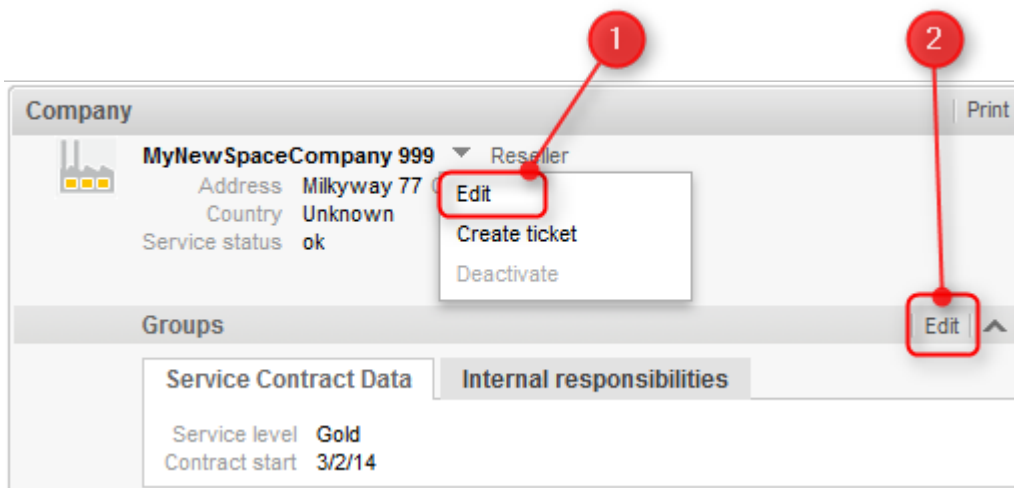 1
2
Company
Print
MyNewSpaceCompany 999 Reseller
Address Milkyway 77
Edit
Country Unknown
Create ticket
Service status ok
Deactivate
Groups
Edit
Service Contract Data
Internal responsibilities
Service level Gold
Contract start 3/2/14